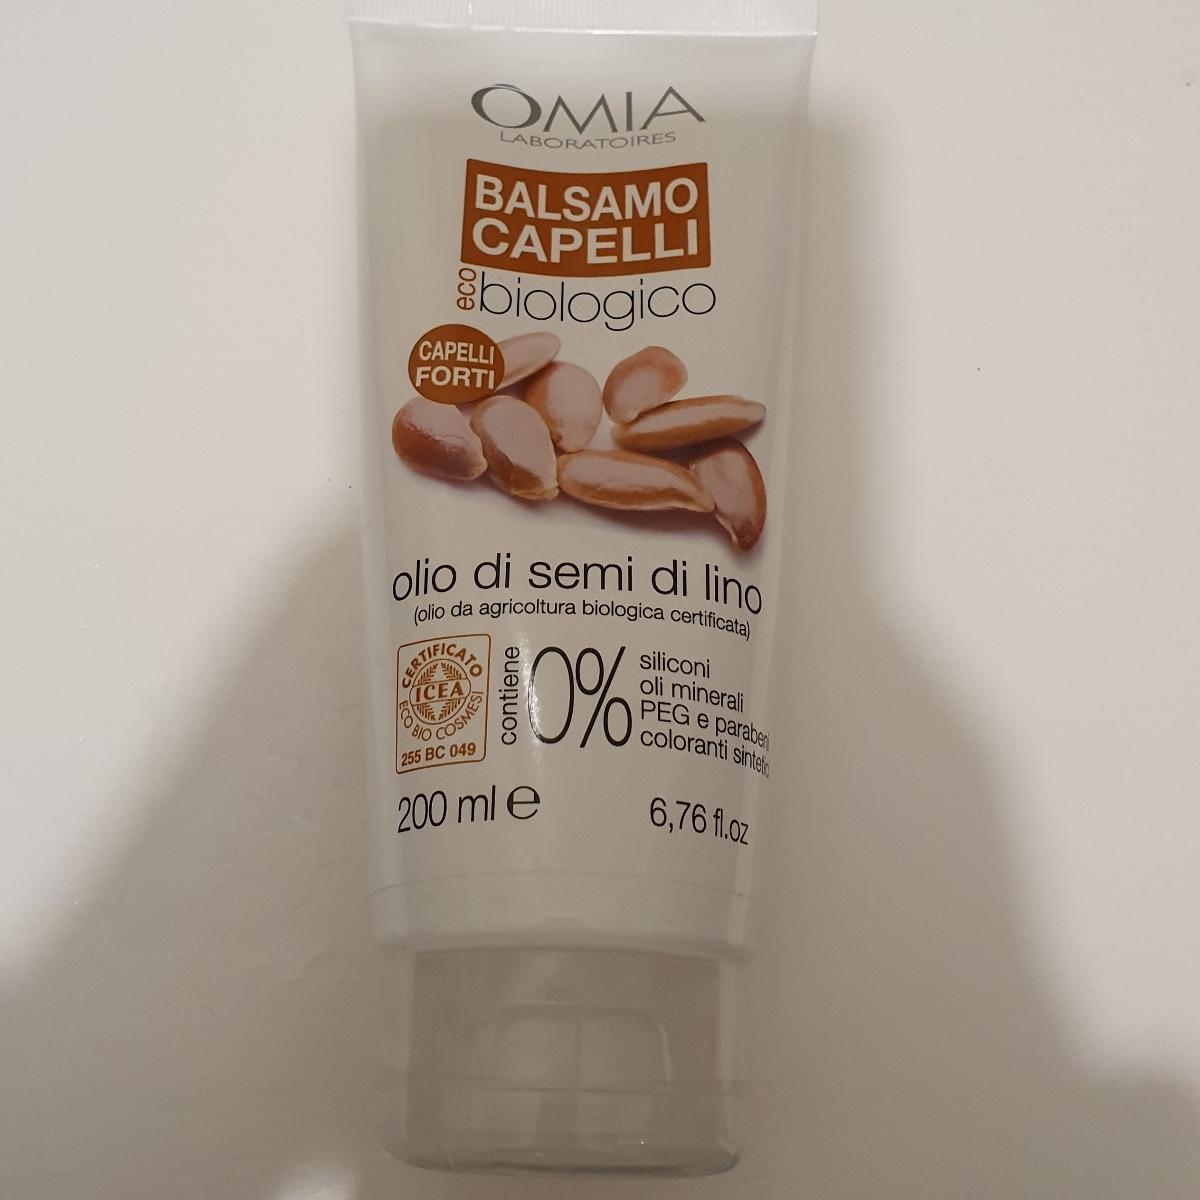 OMIA
LABORATOIRES
BALSAMO
CAPELLI
eco
biologico
CAPELLI
FORTI
olio di semi di lino
(olio da agricoltura biologica certificata)
CERTIFICATO
ICEA
ECO BIO COSMESI
255 BC 049
contiene
0%
siliconi
oli minerali
PEG e parabeni
coloranti sintetic
200 ml e
6,76 fl.oz